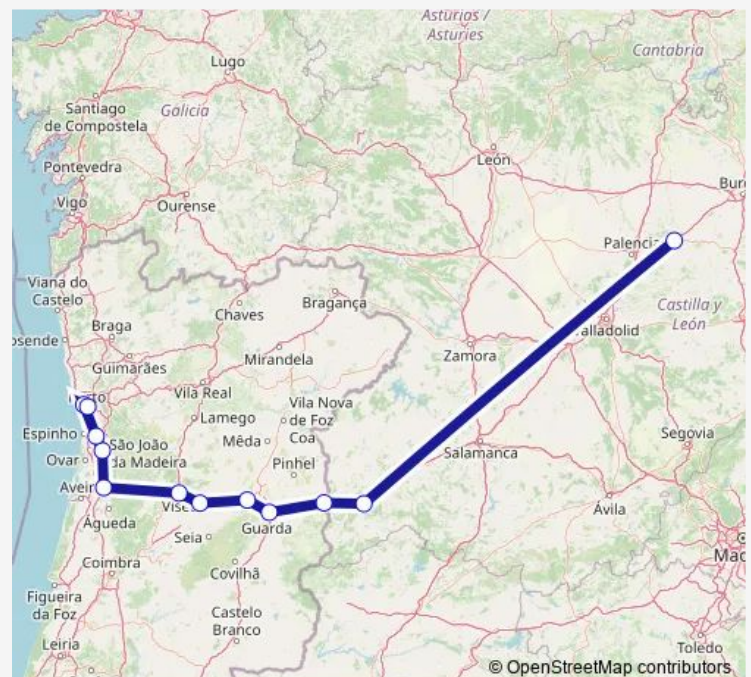 Asturias /
Asturies
Cantabria
Lugo
Santiago
de Compostela
Galicia
León
Pontevedra
Vigo
Ourense
Palencia
Viana do
Castelo
Chaves
Bragança
Castilla y
León
Braga
Guimarães
Mirandela
Zamora
Vila Real
Lamego
Vila Nova
de Foz
Coa
Espinho
São João
da Madeira
Mêda
Salamanca
Segovia
Ovar
Pinhel
Ávila
Águeda
Guarda
Seia
Coimbra
Covilhã
Figueira
da Foz
Castelo
Branco
Leiria
Toledo
© OpenStreetMap contributors